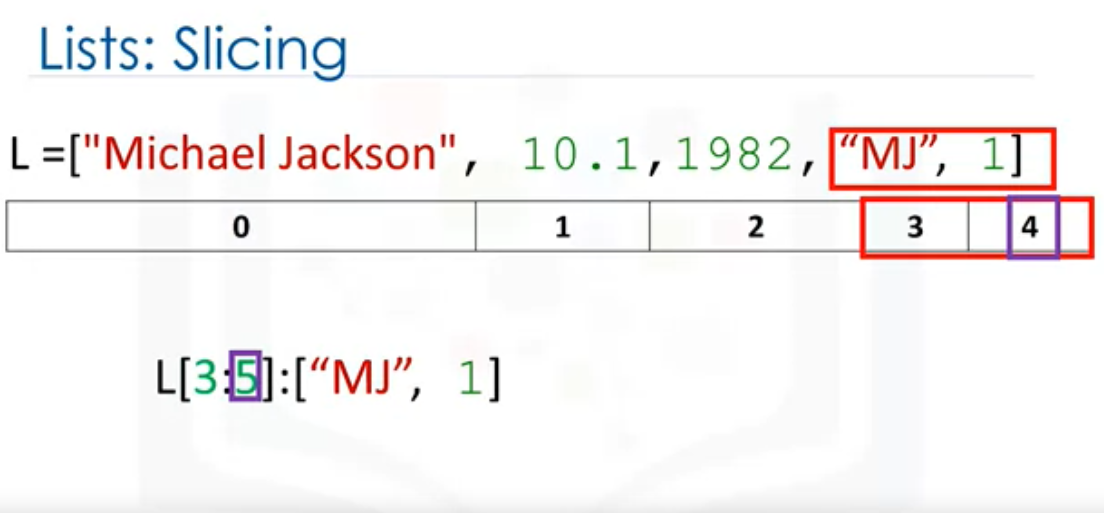 Lists: Slicing
L =["Michael Jackson", 10.1,1982, “MJ”, 1]
0 1 2 3 4
L[3:5]:[“MJ”, 1]